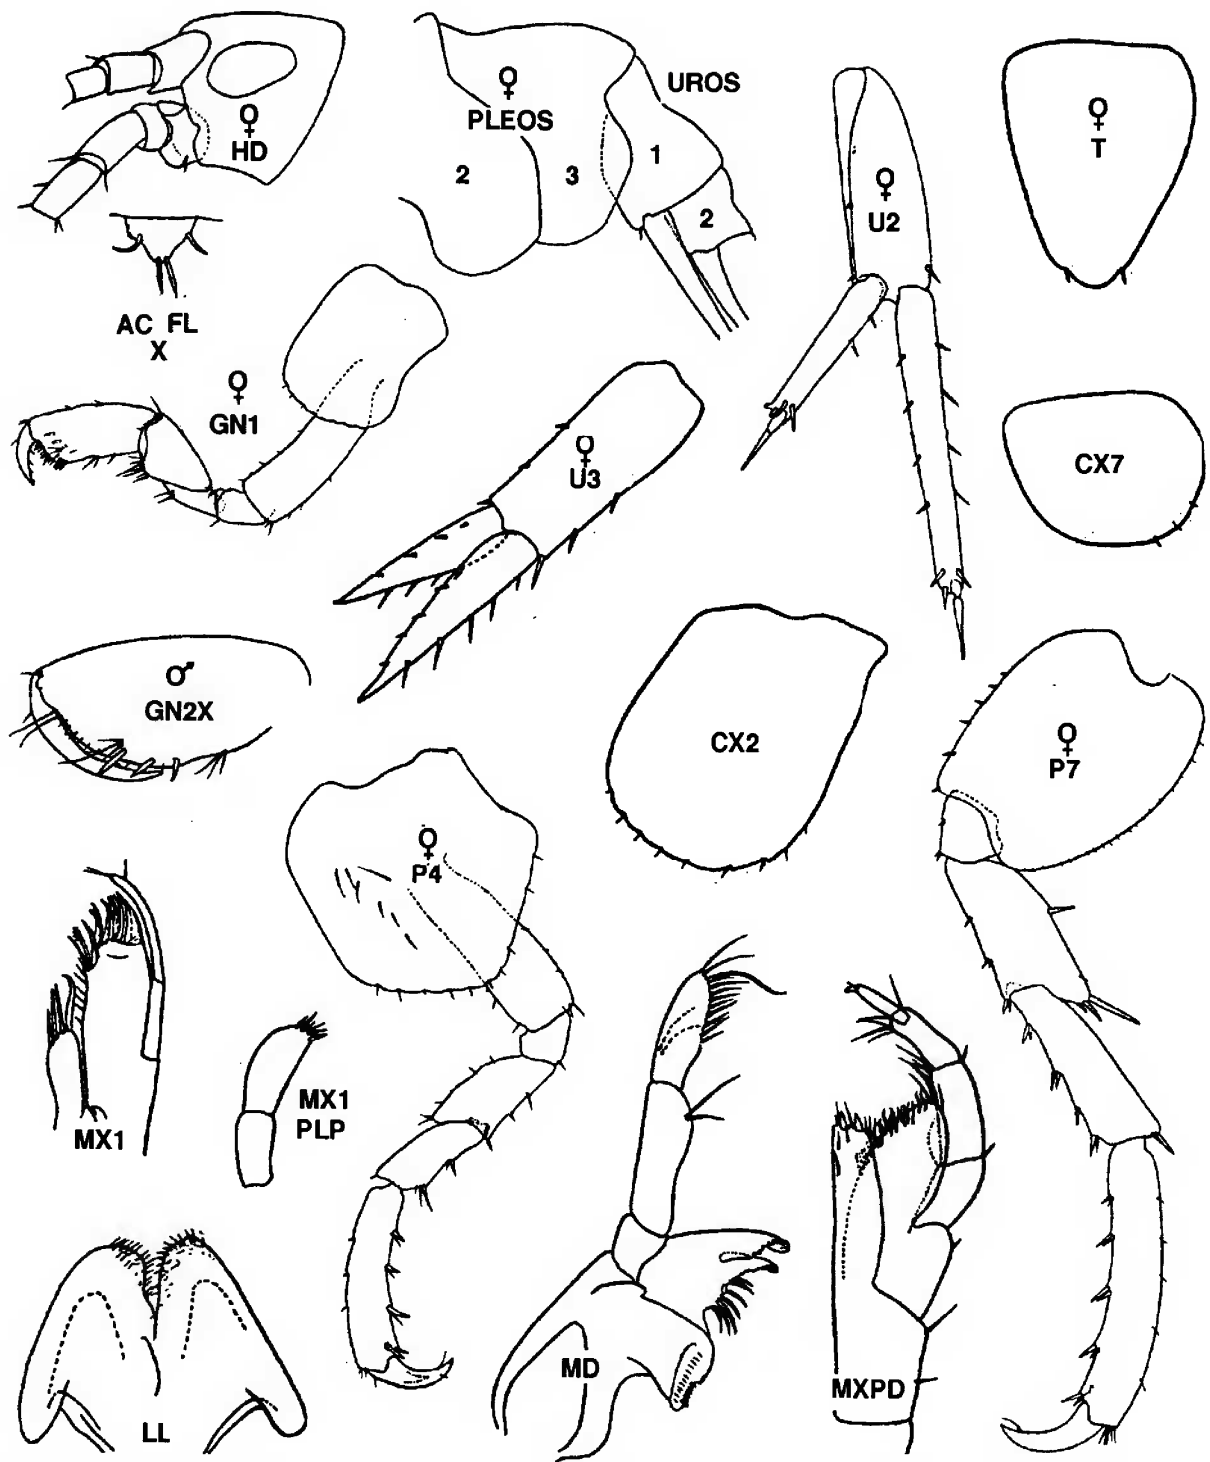 ♀
HD
♀
PLEOS
2
3
UROS
1
2
♀
U2
♀
T
AC FL
X
♀
GN1
♀
U3
CX7
♂
GN2X
CX2
♀
P7
♀
P4
MX1
MX1
PLP
LL
MD
MXPD